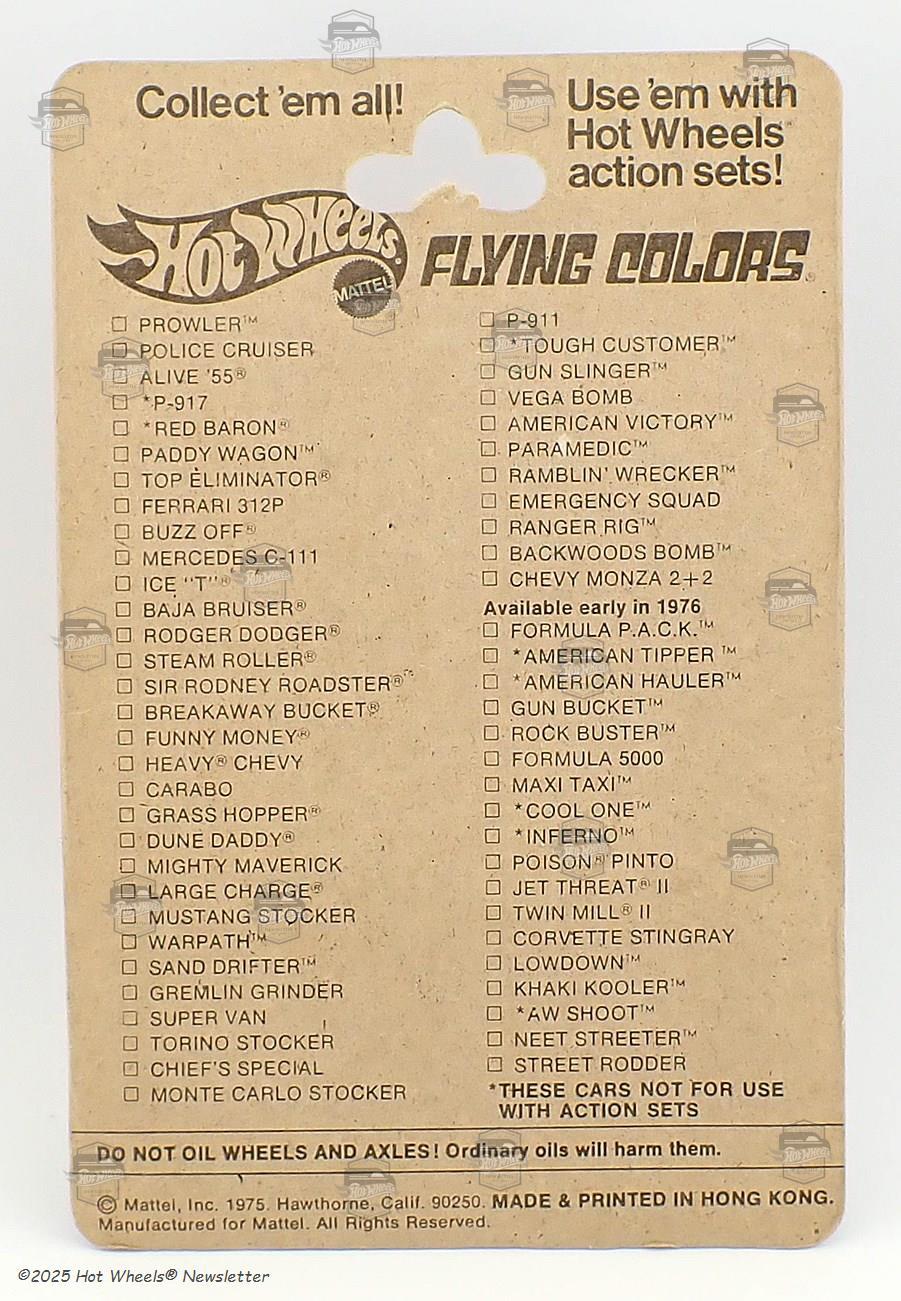 Collect 'em all!
Use 'em with
Hot Wheels®
action sets!
Hot Wheels®
MATTEL
FLYING COLORS®
☐ PROWLER™
☐ POLICE CRUISER
☐ ALIVE '55®
☐ *P-917
☐ *RED BARON®
☐ PADDY WAGON™
☐ TOP ELIMINATOR®
☐ FERRARI 312P
☐ BUZZ OFF®
☐ MERCEDES C-111
☐ ICE "T"®
☐ BAJA BRUISER®
☐ RODGER DODGER®
☐ STEAM ROLLER®
☐ SIR RODNEY ROADSTER®
☐ BREAKAWAY BUCKET®
☐ FUNNY MONEY®
☐ HEAVY® CHEVY
☐ CARABO
☐ GRASS HOPPER®
☐ DUNE DADDY®
☐ MIGHTY MAVERICK
☐ LARGE CHARGE®
☐ MUSTANG STOCKER
☐ WARPATH™
☐ SAND DRIFTER™
☐ GREMLIN GRINDER
☐ SUPER VAN
☐ TORINO STOCKER
☐ CHIEF'S SPECIAL
☐ MONTE CARLO STOCKER
☐ P-911
☐ *TOUGH CUSTOMER™
☐ GUN SLINGER™
☐ VEGA BOMB
☐ AMERICAN VICTORY™
☐ PARAMEDIC™
☐ RAMBLIN' WRECKER™
☐ EMERGENCY SQUAD
☐ RANGER RIG™
☐ BACKWOODS BOMB™
☐ CHEVY MONZA 2+2
Available early in 1976
☐ FORMULA P.A.C.K.™
☐ *AMERICAN TIPPER ™
☐ *AMERICAN HAULER™
☐ GUN BUCKET™
☐ ROCK BUSTER™
☐ FORMULA 5000
☐ MAXI TAXI™
☐ *COOL ONE™
☐ *INFERNO™
☐ POISON® PINTO
☐ JET THREAT® II
☐ TWIN MILL® II
☐ CORVETTE STINGRAY
☐ LOWDOWN™
☐ KHAKI KOOLER™
☐ *AW SHOOT™
☐ NEET STREETER™
☐ STREET RODDER
*THESE CARS NOT FOR USE
WITH ACTION SETS
DO NOT OIL WHEELS AND AXLES! Ordinary oils will harm them.
© Mattel, Inc. 1975. Hawthorne, Calif. 90250. MADE & PRINTED IN HONG KONG.
Manufactured for Mattel. All Rights Reserved.
©2025 Hot Wheels® Newsletter